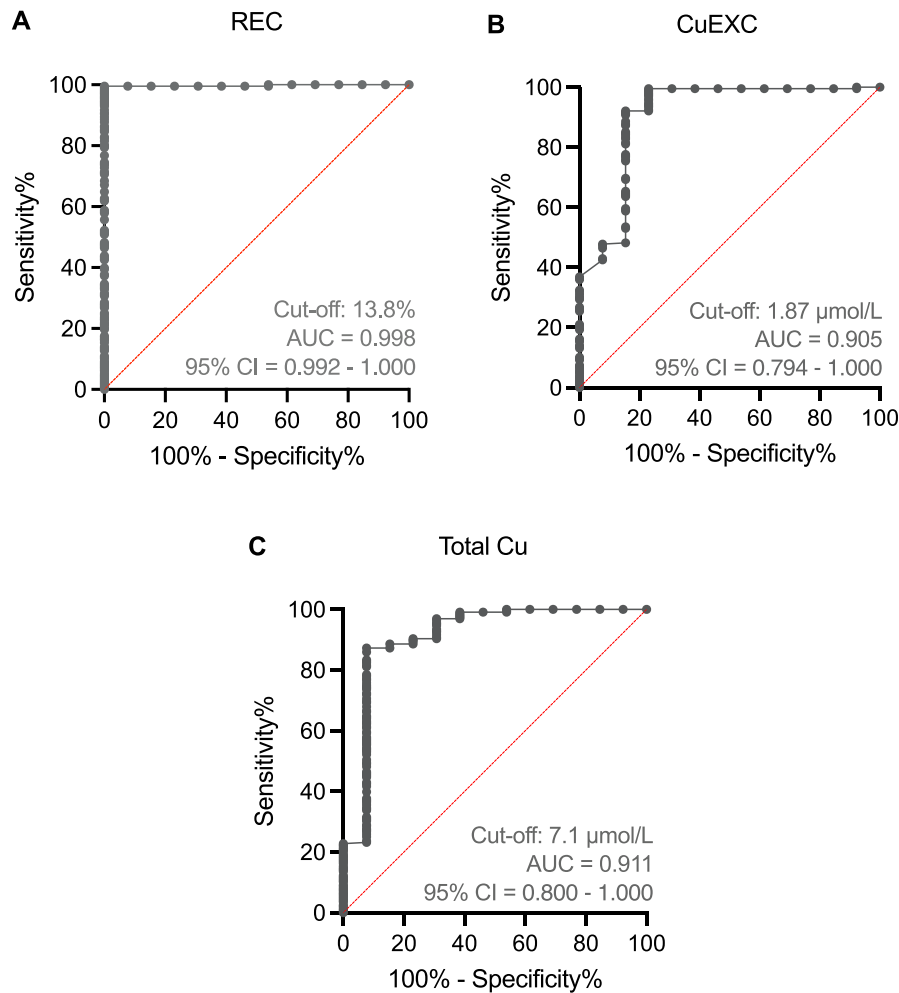 A
REC
Sensitivity%
100
80
60
40
20
0
Cut-off: 13.8%
AUC = 0.998
95% CI = 0.992 - 1.000
0 20 40 60 80 100
100% - Specificity%
B
CuEXC
Sensitivity%
100
80
60
40
20
0
Cut-off: 1.87 µmol/L
AUC = 0.905
95% CI = 0.794 - 1.000
0 20 40 60 80 100
100% - Specificity%
C
Total Cu
Sensitivity%
100
80
60
40
20
0
Cut-off: 7.1 µmol/L
AUC = 0.911
95% CI = 0.800 - 1.000
0 20 40 60 80 100
100% - Specificity%